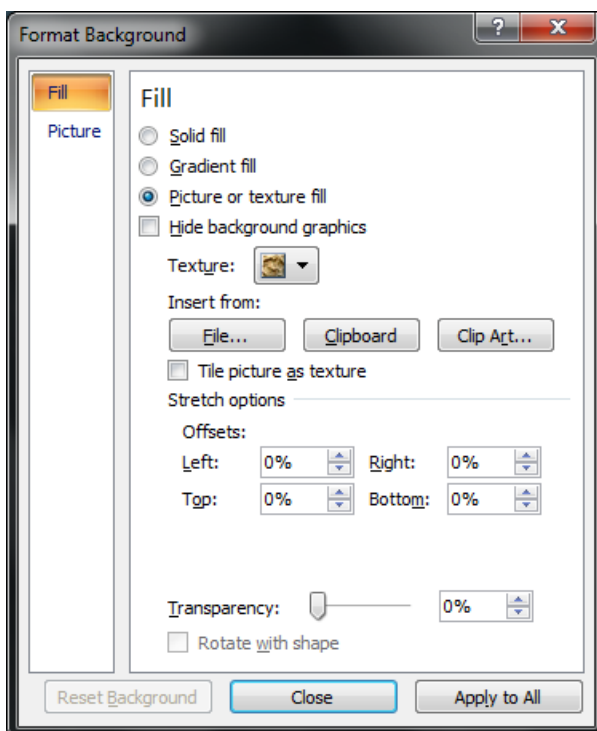 Format Background
?
X
Fill
Picture
Fill
Solid fill
Gradient fill
Picture or texture fill
Hide background graphics
Texture:
Insert from:
File...
Clipboard
Clip Art...
Tile picture as texture
Stretch options
Offsets:
Left: 0% Right: 0%
Top: 0% Bottom: 0%
Transparency: 0%
Rotate with shape
Reset Background Close Apply to All